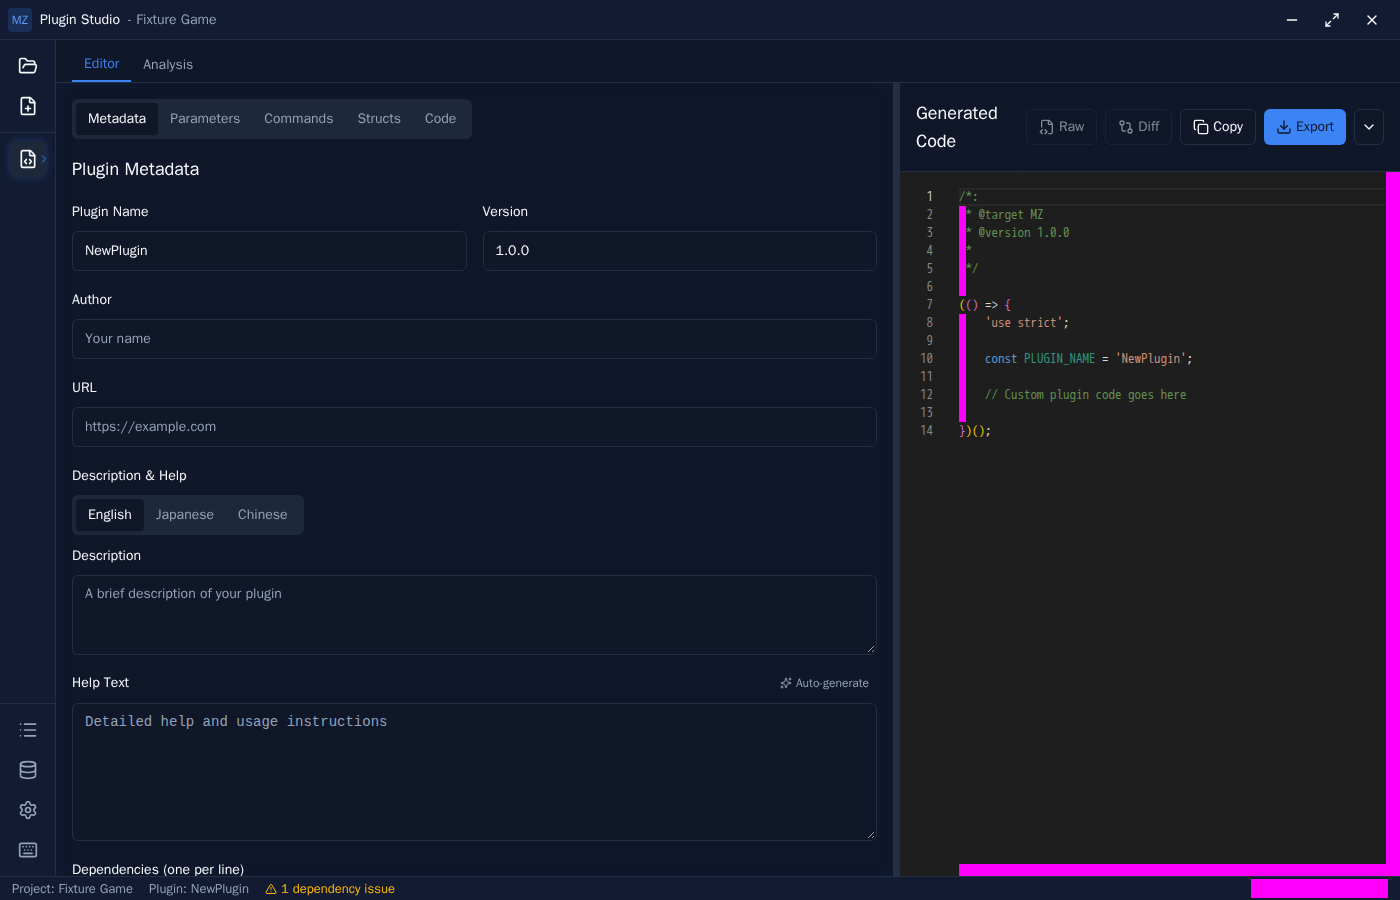 MZ Plugin Studio - Fixture Game
Editor Analysis
Metadata Parameters Commands Structs Code
Plugin Metadata
Plugin Name Version
NewPlugin 1.0.0
Author
Your name
URL
https://example.com
Description & Help
English Japanese Chinese
Description
A brief description of your plugin
Help Text Auto-generate
Detailed help and usage instructions
Dependencies (one per line)
Generated
Code
Raw Diff Copy Export
1 /*:
2 * @target MZ
3 * @version 1.0.0
4 *
5 */
6
7 (() => {
8 'use strict';
9
10 const PLUGIN_NAME = 'NewPlugin';
11
12 // Custom plugin code goes here
13
14 })();
Project: Fixture Game Plugin: NewPlugin 1 dependency issue